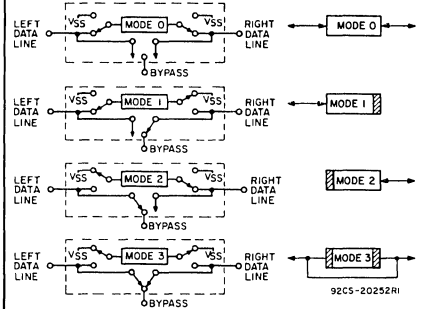 LEFT DATA LINE VSS MODE 0 VSS RIGHT DATA LINE MODE 0
BYPASS
LEFT DATA LINE VSS MODE 1 VSS RIGHT DATA LINE MODE 1
BYPASS
LEFT DATA LINE VSS MODE 2 VSS RIGHT DATA LINE MODE 2
BYPASS
LEFT DATA LINE VSS MODE 3 VSS RIGHT DATA LINE MODE 3
BYPASS
92CS-20252R1